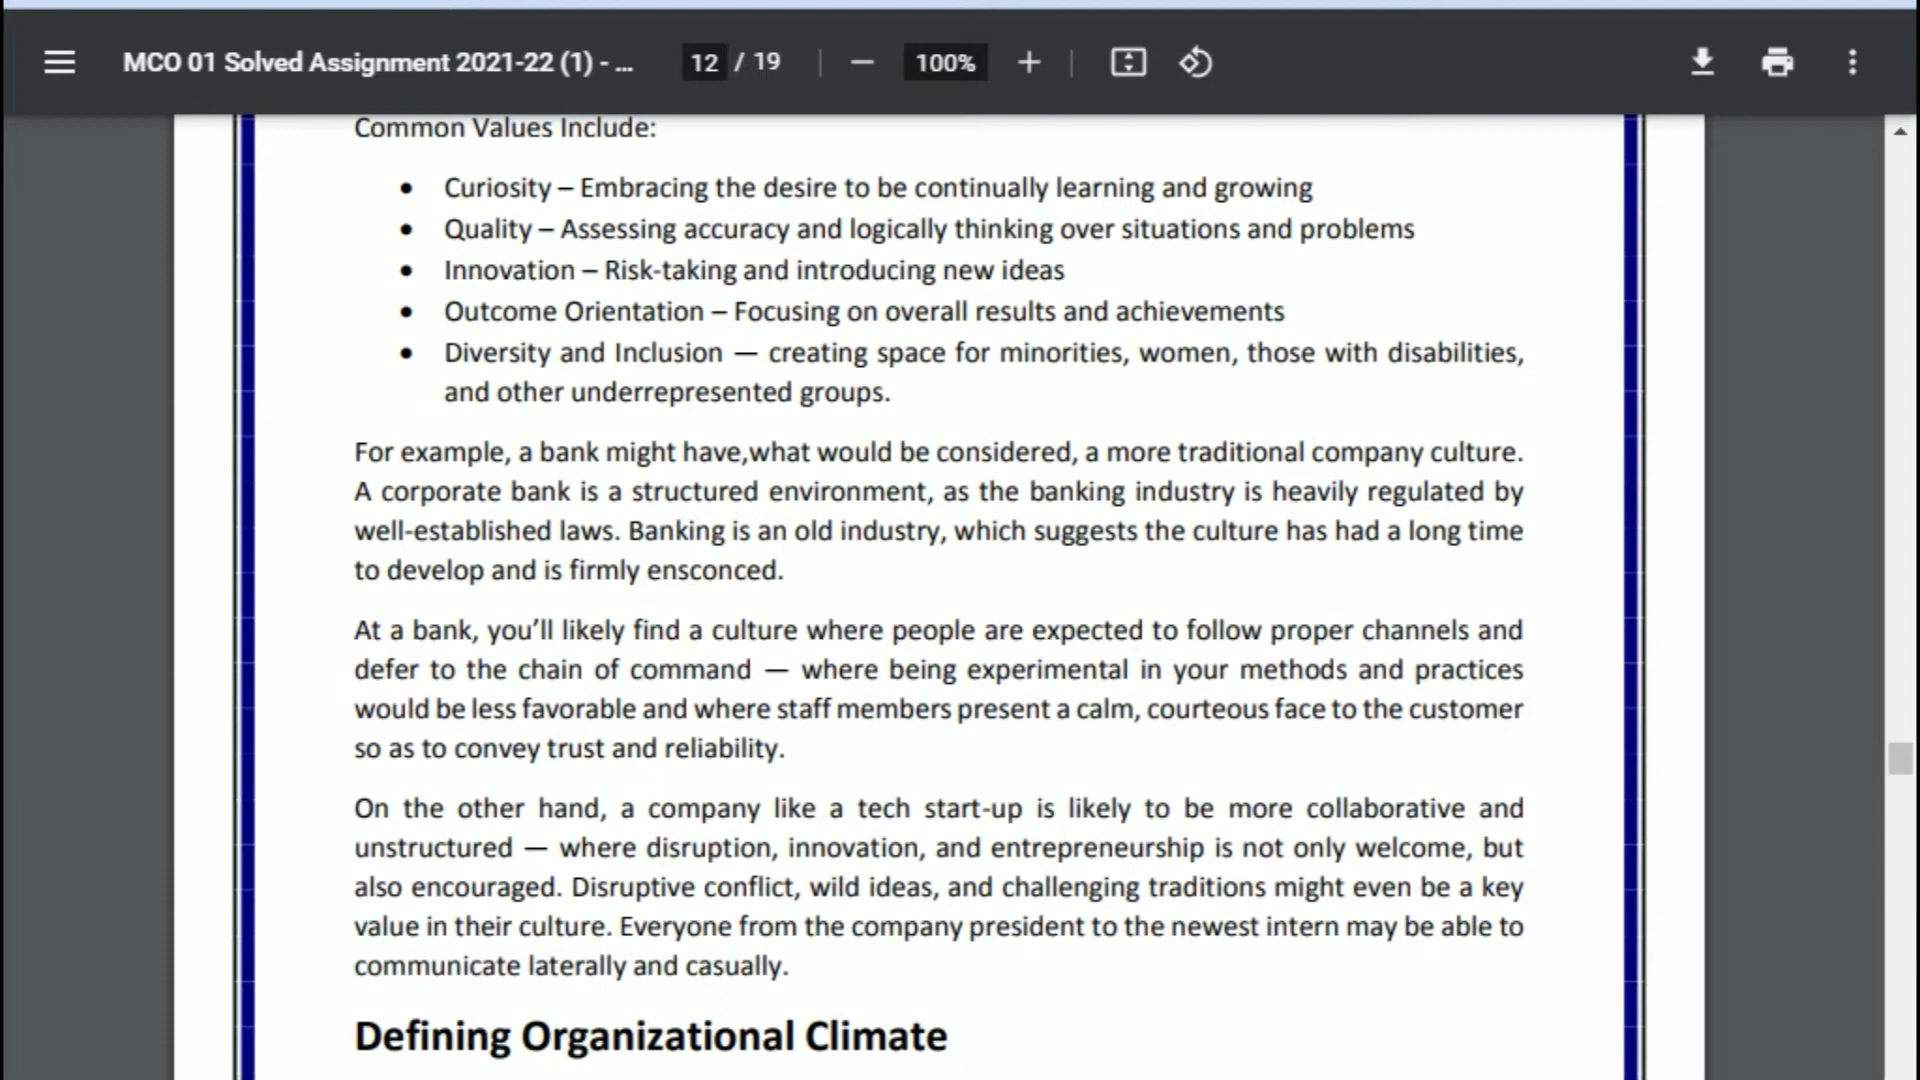 MCO 01 Solved Assignment 2021-22 (1) - ...
12 / 19
100%
Common Values Include:
• Curiosity – Embracing the desire to be continually learning and growing
• Quality – Assessing accuracy and logically thinking over situations and problems
• Innovation – Risk-taking and introducing new ideas
• Outcome Orientation – Focusing on overall results and achievements
• Diversity and Inclusion — creating space for minorities, women, those with disabilities,
and other underrepresented groups.
For example, a bank might have,what would be considered, a more traditional company culture.
A corporate bank is a structured environment, as the banking industry is heavily regulated by
well-established laws. Banking is an old industry, which suggests the culture has had a long time
to develop and is firmly ensconced.
At a bank, you’ll likely find a culture where people are expected to follow proper channels and
defer to the chain of command — where being experimental in your methods and practices
would be less favorable and where staff members present a calm, courteous face to the customer
so as to convey trust and reliability.
On the other hand, a company like a tech start-up is likely to be more collaborative and
unstructured — where disruption, innovation, and entrepreneurship is not only welcome, but
also encouraged. Disruptive conflict, wild ideas, and challenging traditions might even be a key
value in their culture. Everyone from the company president to the newest intern may be able to
communicate laterally and casually.
Defining Organizational Climate